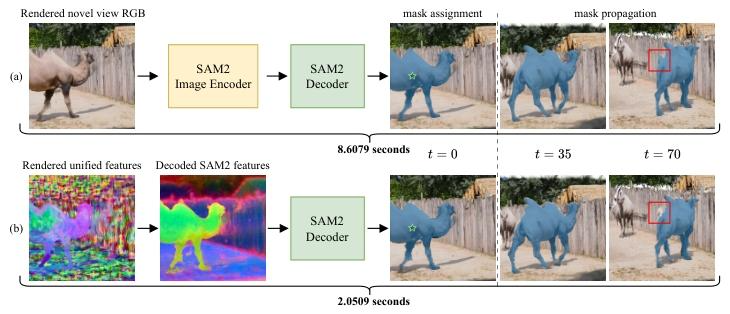 Rendered novel view RGB
mask assignment
mask propagation
(a)
SAM2
Image Encoder
SAM2
Decoder
8.6079 seconds
t = 0
t = 35
t = 70
Rendered unified features
Decoded SAM2 features
(b)
SAM2
Decoder
2.0509 seconds